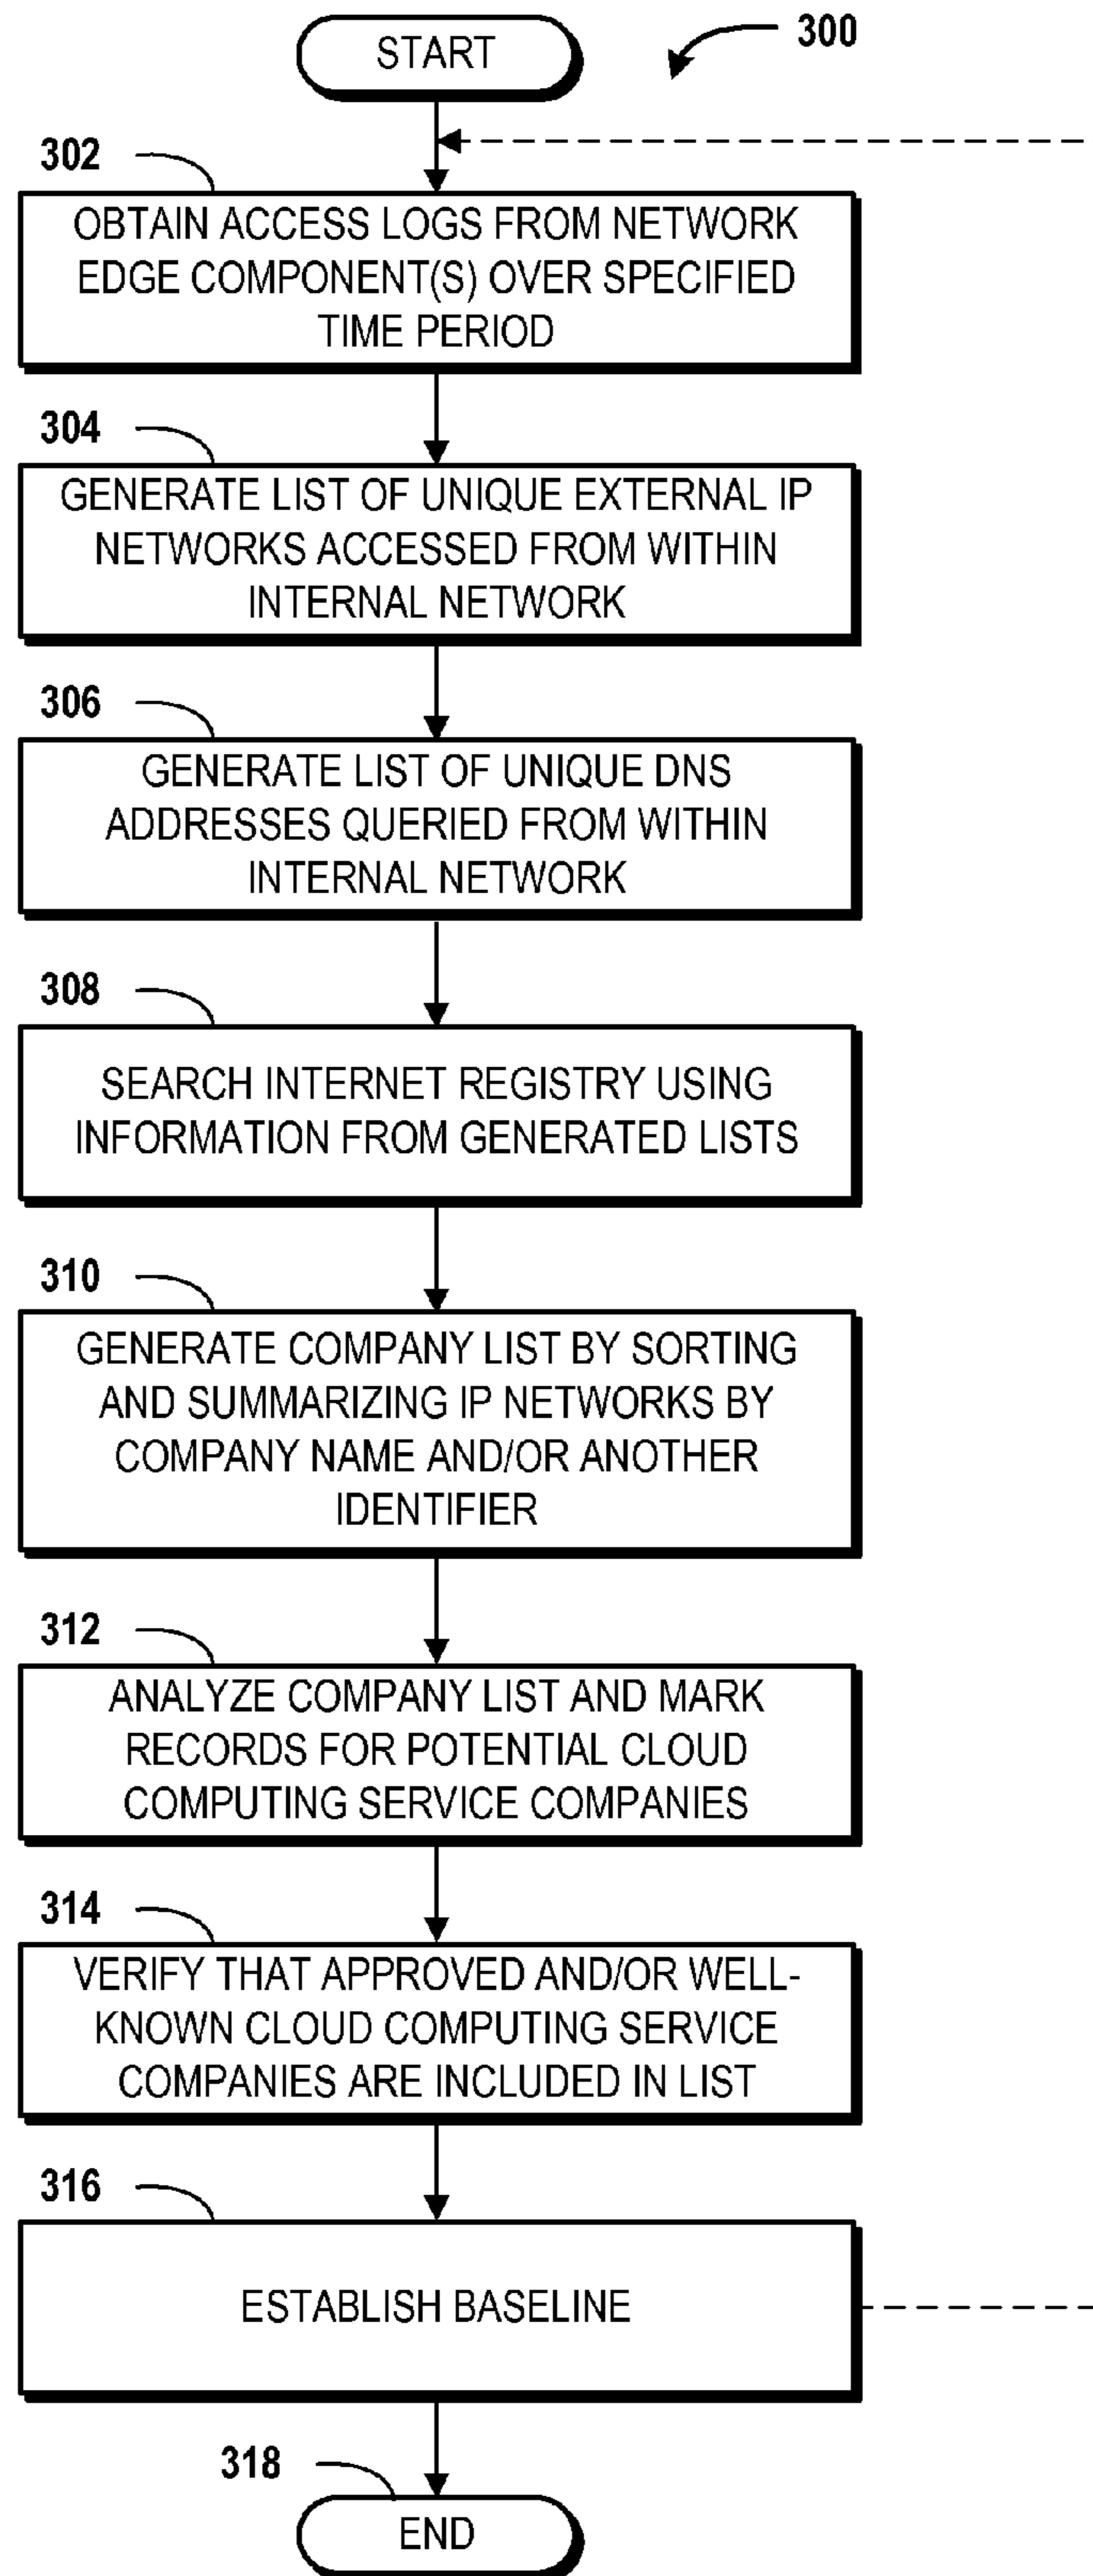 START
300
302
OBTAIN ACCESS LOGS FROM NETWORK
EDGE COMPONENT(S) OVER SPECIFIED
TIME PERIOD
304
GENERATE LIST OF UNIQUE EXTERNAL IP
NETWORKS ACCESSED FROM WITHIN
INTERNAL NETWORK
306
GENERATE LIST OF UNIQUE DNS
ADDRESSES QUERIED FROM WITHIN
INTERNAL NETWORK
308
SEARCH INTERNET REGISTRY USING
INFORMATION FROM GENERATED LISTS
310
GENERATE COMPANY LIST BY SORTING
AND SUMMARIZING IP NETWORKS BY
COMPANY NAME AND/OR ANOTHER
IDENTIFIER
312
ANALYZE COMPANY LIST AND MARK
RECORDS FOR POTENTIAL CLOUD
COMPUTING SERVICE COMPANIES
314
VERIFY THAT APPROVED AND/OR WELL-
KNOWN CLOUD COMPUTING SERVICE
COMPANIES ARE INCLUDED IN LIST
316
ESTABLISH BASELINE
318
END